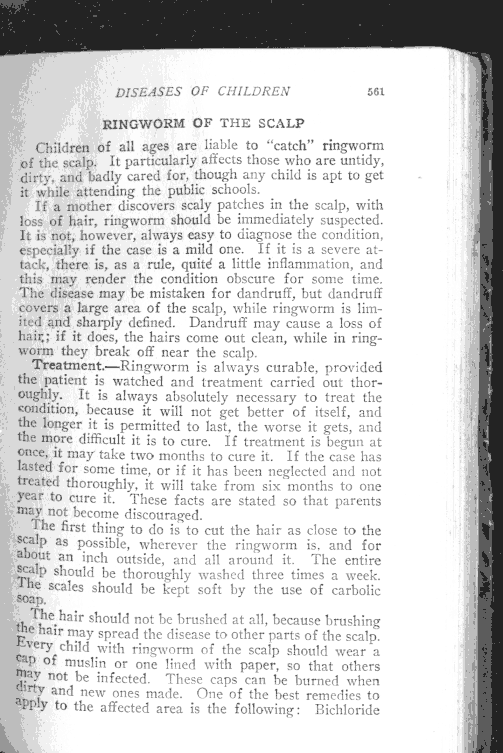 DISEASES OF CHILDREN 561
RINGWORM OF THE SCALP
Children of all ages are liable to "catch" ringworm
of the scalp. It particularly affects those who are untidy,
dirty, and badly cared for, though any child is apt to get
it while attending the public schools.
If a mother discovers scaly patches in the scalp, with
loss of hair, ringworm should be immediately suspected.
It is not, however, always easy to diagnose the condition,
especially if the case is a mild one. If it is a severe at-
tack, there is, as a rule, quite a little inflammation, and
this may render the condition obscure for some time.
The disease may be mistaken for dandruff, but dandruff
covers a large area of the scalp, while ringworm is lim-
ited and sharply defined. Dandruff may cause a loss of
hair; if it does, the hairs come out clean, while in ring-
worm they break off near the scalp.
Treatment.—Ringworm is always curable, provided
the patient is watched and treatment carried out thor-
oughly. It is always absolutely necessary to treat the
condition, because it will not get better of itself, and
the longer it is permitted to last, the worse it gets, and
the more difficult it is to cure. If treatment is begun at
once, it may take two months to cure it. If the case has
lasted for some time, or if it has been neglected and not
treated thoroughly, it will take from six months to one
year to cure it. These facts are stated so that parents
may not become discouraged.
The first thing to do is to cut the hair as close to the
scalp as possible, wherever the ringworm is, and for
about an inch outside, and all around it. The entire
scalp should be thoroughly washed three times a week.
The scales should be kept soft by the use of carbolic
soap.
The hair should not be brushed at all, because brushing
the hair may spread the disease to other parts of the scalp.
Every child with ringworm of the scalp should wear a
cap of muslin or one lined with paper, so that others
may not be infected. These caps can be burned when
dirty and new ones made. One of the best remedies to
apply to the affected area is the following: Bichloride